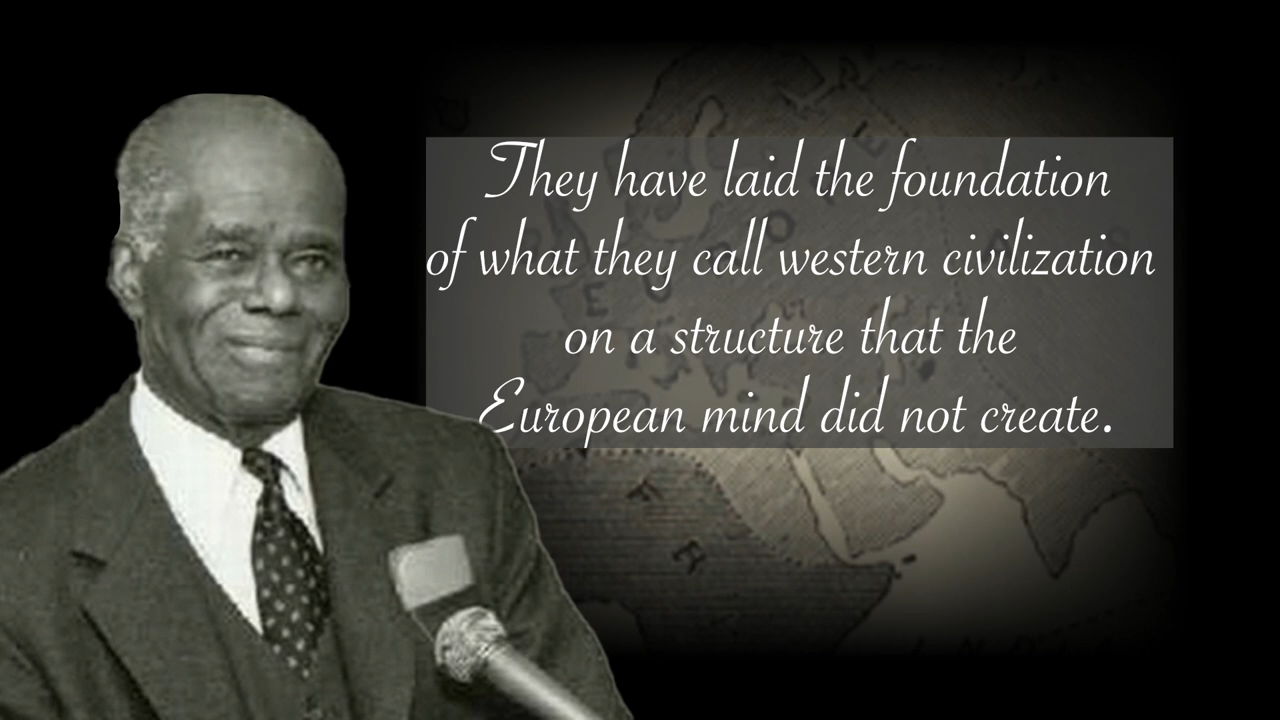 They have laid the foundation
of what they call western civilization
on a structure that the
European mind did not create.